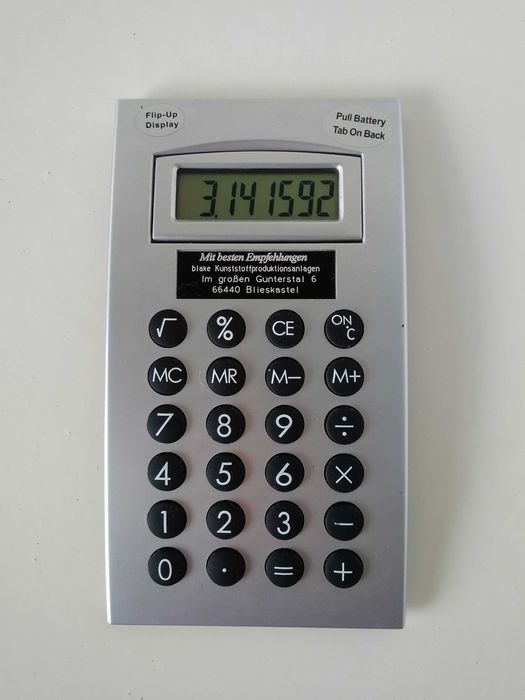 Flip-Up
Display
Pull Battery
Tab On Back
3.141592
Mit besten Empfehlungen
blake Kunststoffproduktionsanlagen
Im großen Gunterstal 6
66440 Blieskastel
√ % CE ON·C
MC MR M− M+
7 8 9 ÷
4 5 6 ×
1 2 3 −
0 . = +